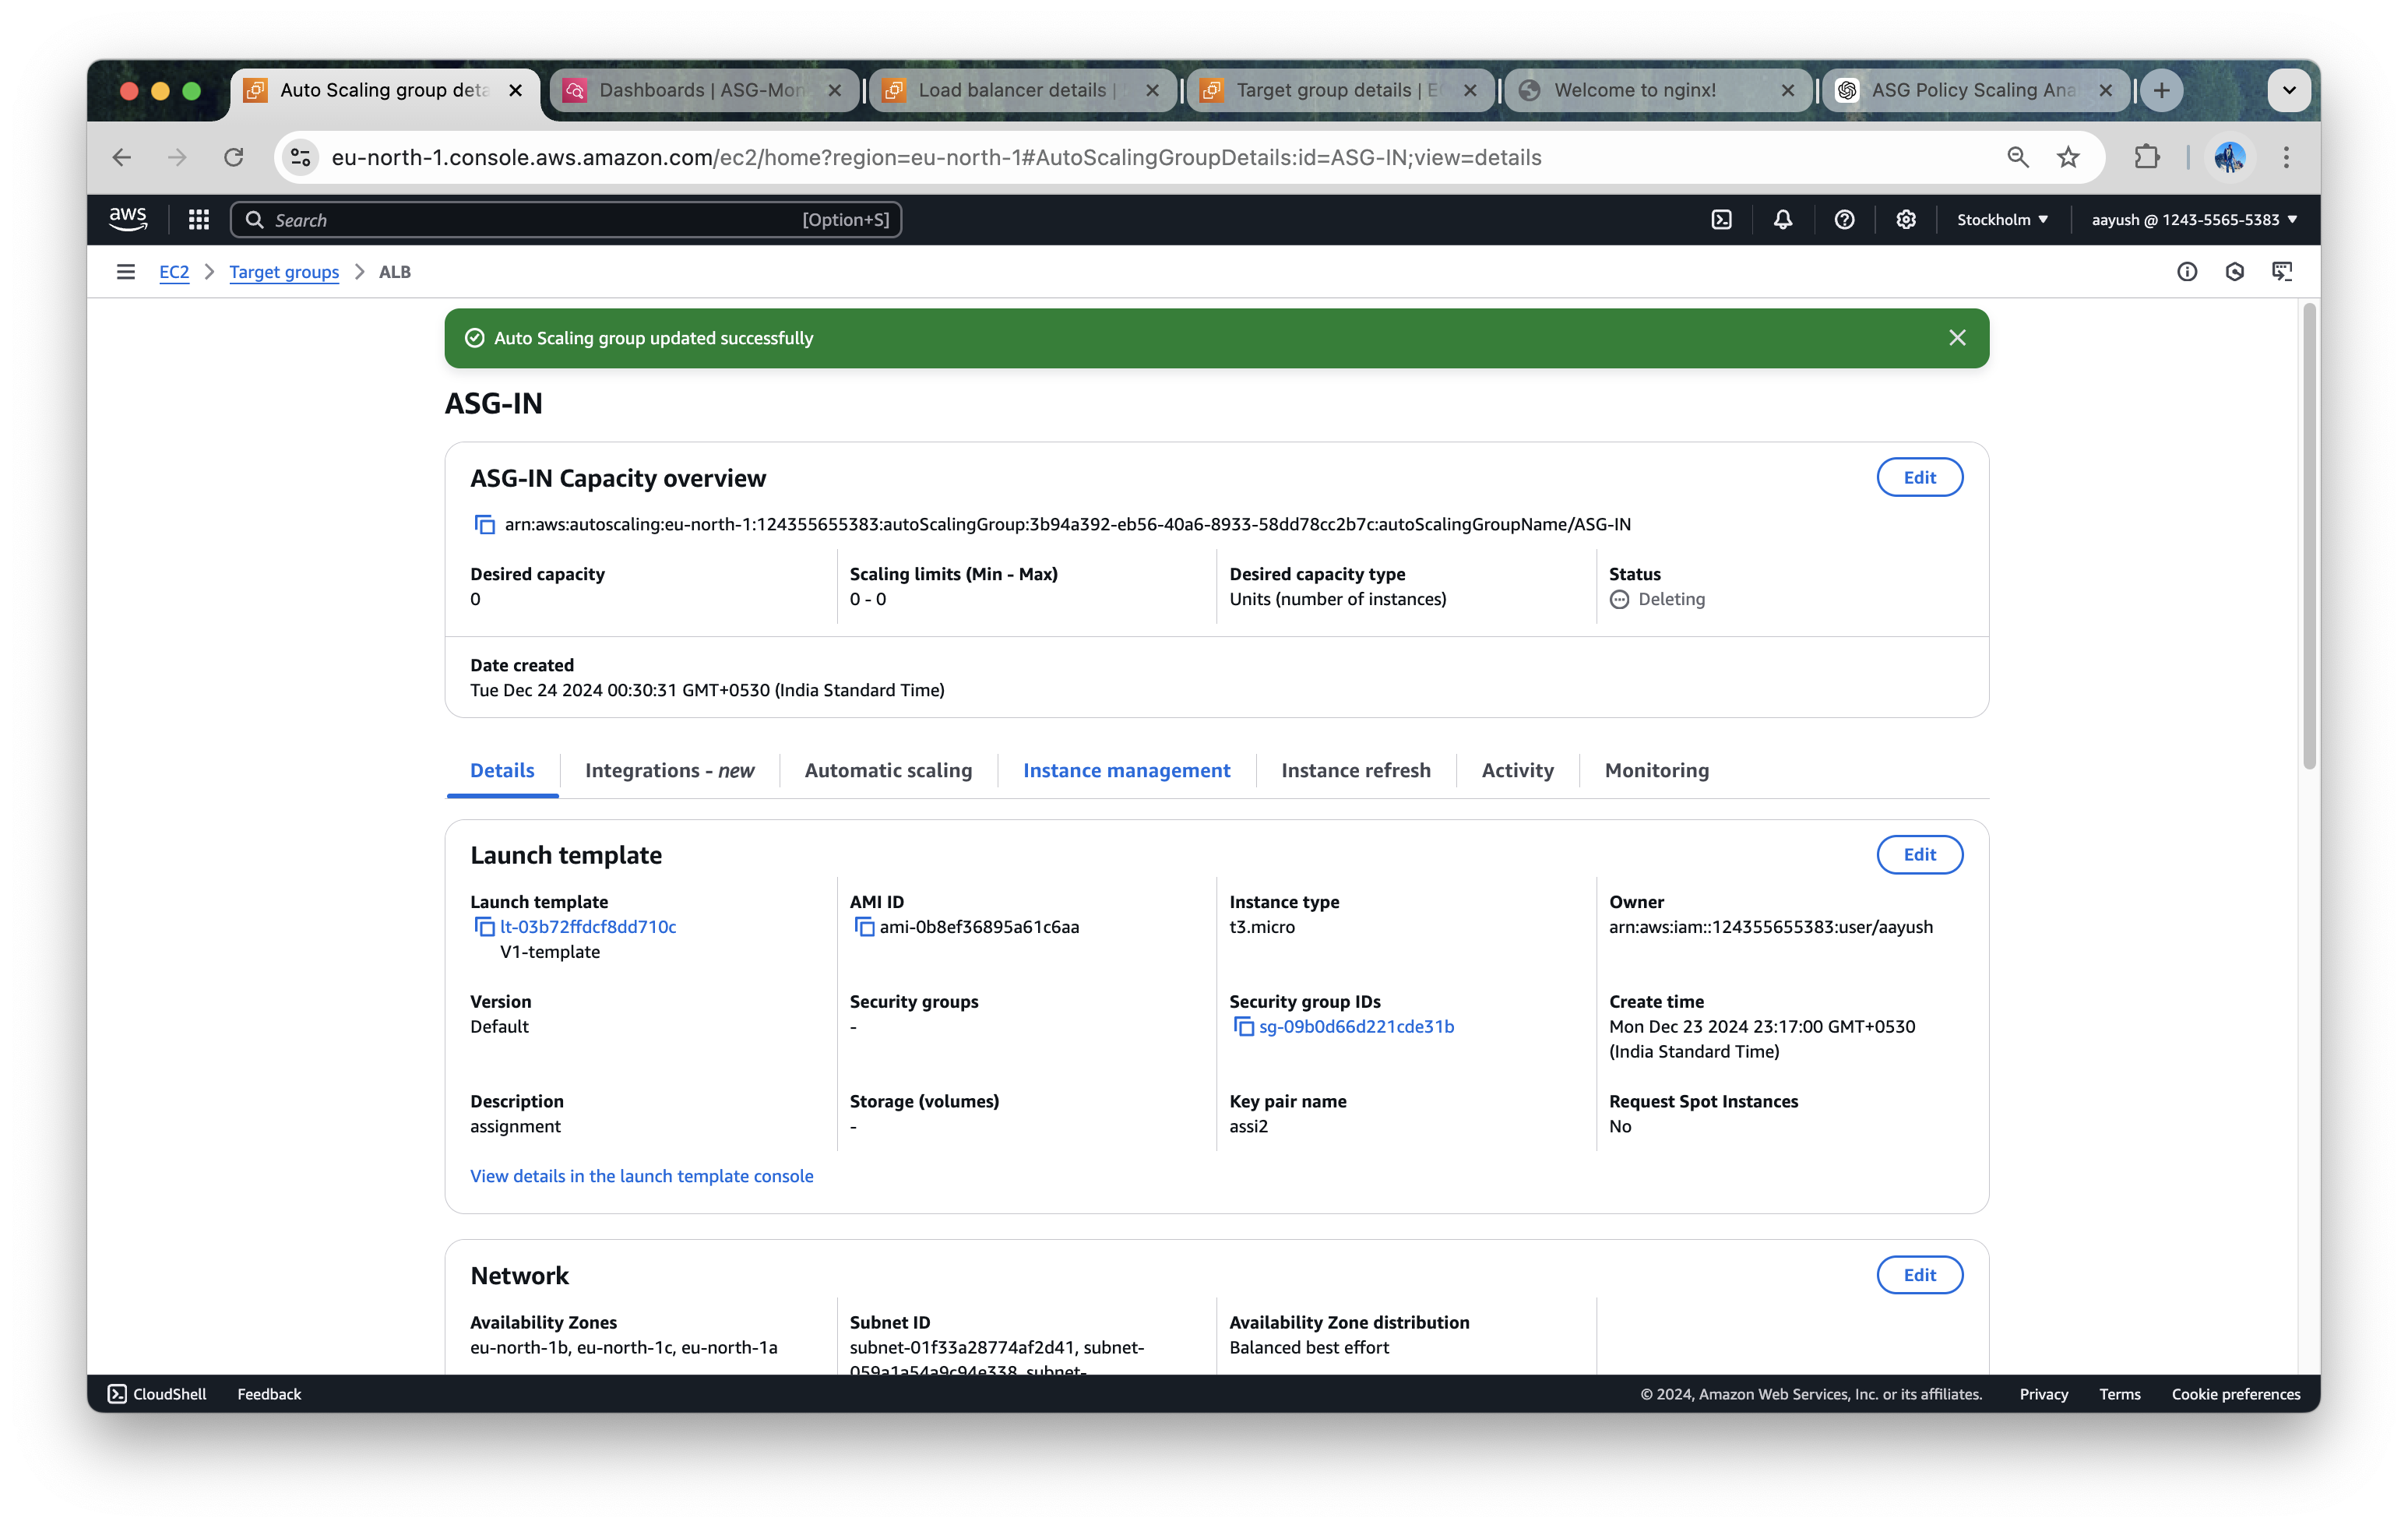 Auto Scaling group deta
Dashboards | ASG-Mon
Load balancer details |
Target group details | E
Welcome to nginx!
ASG Policy Scaling Ana
eu-north-1.console.aws.amazon.com/ec2/home?region=eu-north-1#AutoScalingGroupDetails:id=ASG-IN;view=details
aws
Search
[Option+S]
Stockholm
aayush @ 1243-5565-5383
EC2
Target groups
ALB
Auto Scaling group updated successfully
ASG-IN
ASG-IN Capacity overview
Edit
arn:aws:autoscaling:eu-north-1:124355655383:autoScalingGroup:3b94a392-eb56-40a6-8933-58dd78cc2b7c:autoScalingGroupName/ASG-IN
Desired capacity
0
Scaling limits (Min - Max)
0 - 0
Desired capacity type
Units (number of instances)
Status
Deleting
Date created
Tue Dec 24 2024 00:30:31 GMT+0530 (India Standard Time)
Details
Integrations - new
Automatic scaling
Instance management
Instance refresh
Activity
Monitoring
Launch template
Edit
Launch template
lt-03b72ffdcf8dd710c
V1-template
AMI ID
ami-0b8ef36895a61c6aa
Instance type
t3.micro
Owner
arn:aws:iam::124355655383:user/aayush
Version
Default
Security groups
-
Security group IDs
sg-09b0d66d221cde31b
Create time
Mon Dec 23 2024 23:17:00 GMT+0530
(India Standard Time)
Description
assignment
Storage (volumes)
-
Key pair name
assi2
Request Spot Instances
No
View details in the launch template console
Network
Edit
Availability Zones
eu-north-1b, eu-north-1c, eu-north-1a
Subnet ID
subnet-01f33a28774af2d41, subnet-
059a1a54a9c94e338, subnet-
Availability Zone distribution
Balanced best effort
CloudShell
Feedback
© 2024, Amazon Web Services, Inc. or its affiliates.
Privacy
Terms
Cookie preferences